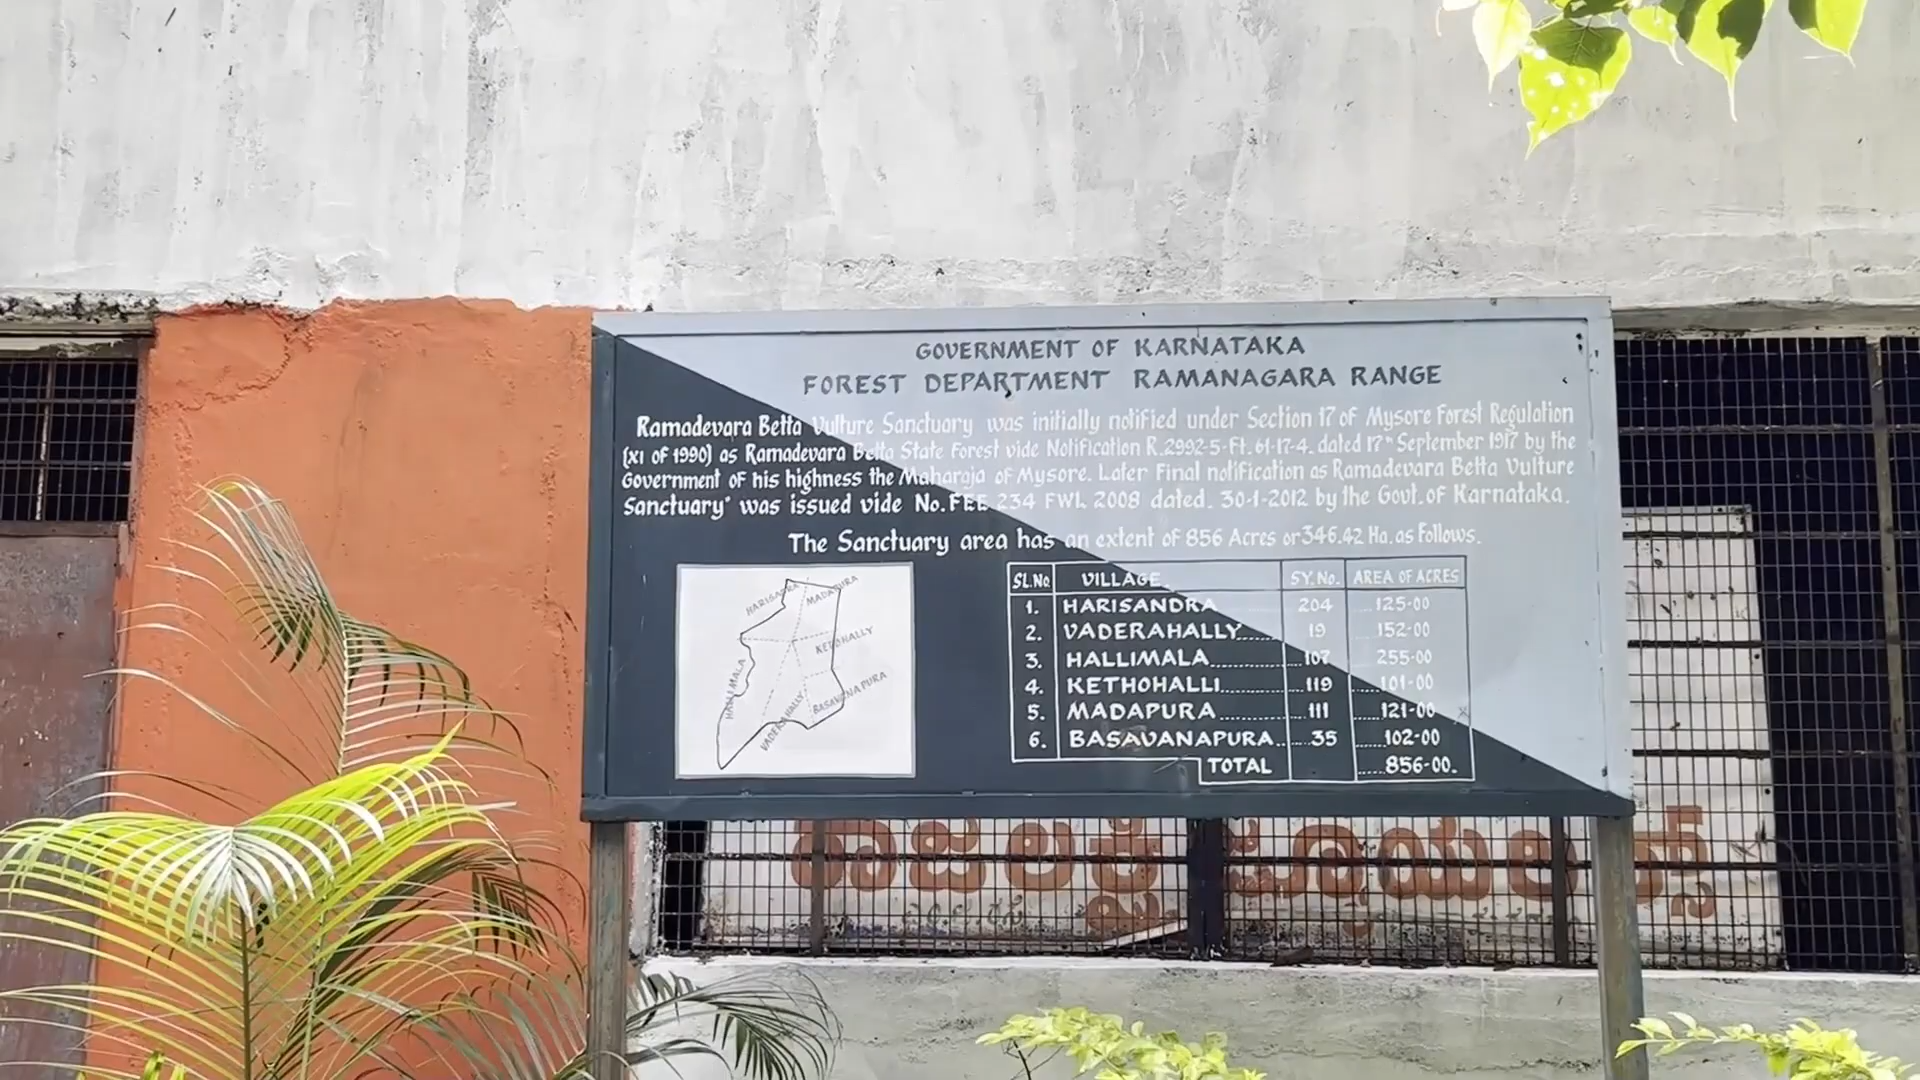 GOVERNMENT OF KARNATAKA
FOREST DEPARTMENT RAMANAGARA RANGE
Ramadevara Betta Vulture Sanctuary was initially notified under Section 17 of Mysore Forest Regulation
(XI OF 1990) as Ramadevara Betta State Forest vide Notification R.2992-5-Ft.61-17-4. dated 17th September 1917 by the
Government of his highness the Maharaja of Mysore. Later Final notification as Ramadevara Betta Vulture
Sanctuary" was issued vide No. FEE 234 FWL 2008 dated. 30-1-2012 by the Govt. of Karnataka.
The Sanctuary area has an extent of 856 Acres or 346.42 Ha. as Follows.
HARISADRA MADAPURA
KETOHALLY
HALLI MALA
BASAVENAPURA
VADERAHALLY
SL.NO VILLAGE. SY. No. AREA OF ACRES
1. HARISANDRA 204 125-00
2. VADERAHALLY 19 152-00
3. HALLIMALA 107 255-00
4. KETHOHALLI 119 101-00
5. MADAPURA 111 121-00
6. BASAVANAPURA 35 102-00
TOTAL 856-00.